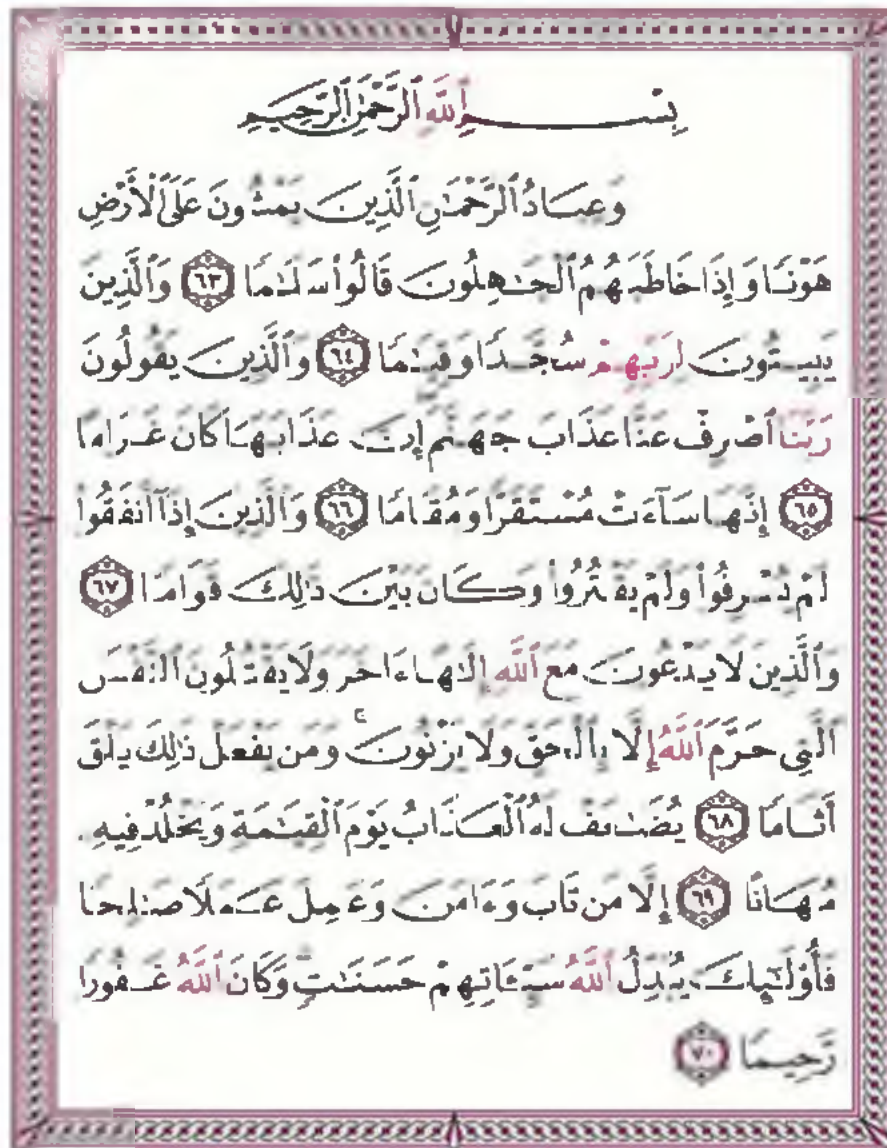 بِسْمِ ٱللَّهِ ٱلرَّحْمَٰنِ ٱلرَّحِيمِ
وَعِبَادُ ٱلرَّحْمَٰنِ ٱلَّذِينَ يَمْشُونَ عَلَى ٱلْأَرْضِ
هَوْنًا وَإِذَا خَاطَبَهُمُ ٱلْجَٰهِلُونَ قَالُوا۟ سَلَٰمًا ٦٣ وَٱلَّذِينَ
يَبِيتُونَ لِرَبِّهِمْ سُجَّدًا وَقِيَٰمًا ٦٤ وَٱلَّذِينَ يَقُولُونَ
رَبَّنَا ٱصْرِفْ عَنَّا عَذَابَ جَهَنَّمَ إِنَّ عَذَابَهَا كَانَ غَرَامًا
٦٥ إِنَّهَا سَآءَتْ مُسْتَقَرًّا وَمُقَامًا ٦٦ وَٱلَّذِينَ إِذَآ أَنفَقُوا۟
لَمْ يُسْرِفُوا۟ وَلَمْ يَقْتُرُوا۟ وَكَانَ بَيْنَ ذَٰلِكَ قَوَامًا ٦٧
وَٱلَّذِينَ لَا يَدْعُونَ مَعَ ٱللَّهِ إِلَٰهًا ءَاخَرَ وَلَا يَقْتُلُونَ ٱلنَّفْسَ
ٱلَّتِى حَرَّمَ ٱللَّهُ إِلَّا بِٱلْحَقِّ وَلَا يَزْنُونَ ۚ وَمَن يَفْعَلْ ذَٰلِكَ يَلْقَ
أَثَامًا ٦٨ يُضَٰعَفْ لَهُ ٱلْعَذَابُ يَوْمَ ٱلْقِيَٰمَةِ وَيَخْلُدْ فِيهِۦ
مُهَانًا ٦٩ إِلَّا مَن تَابَ وَءَامَنَ وَعَمِلَ عَمَلًا صَٰلِحًا
فَأُو۟لَٰٓئِكَ يُبَدِّلُ ٱللَّهُ سَيِّـَٔاتِهِمْ حَسَنَٰتٍ وَكَانَ ٱللَّهُ غَفُورًا
رَّحِيمًا ٧٠